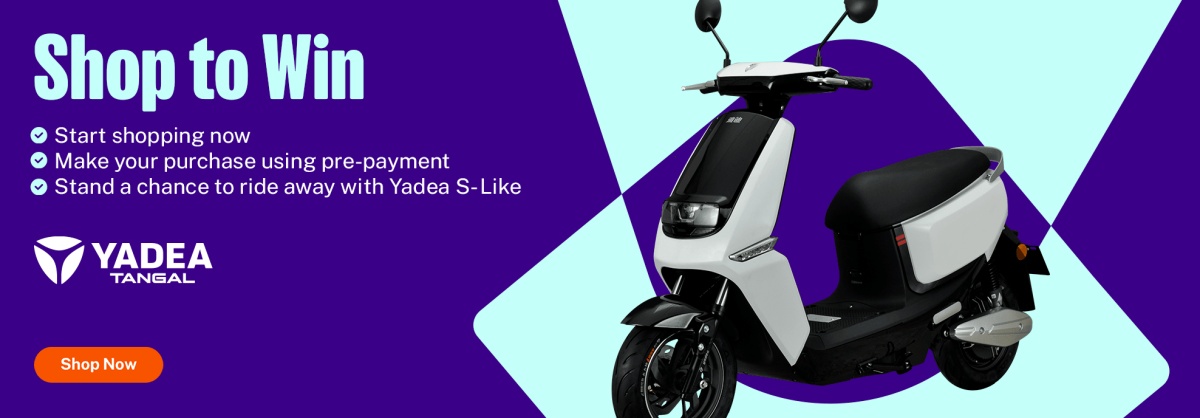 Shop to Win
Start shopping now
Make your purchase using pre-payment
Stand a chance to ride away with Yadea S-Like
YADEA
TANGAL
Shop Now